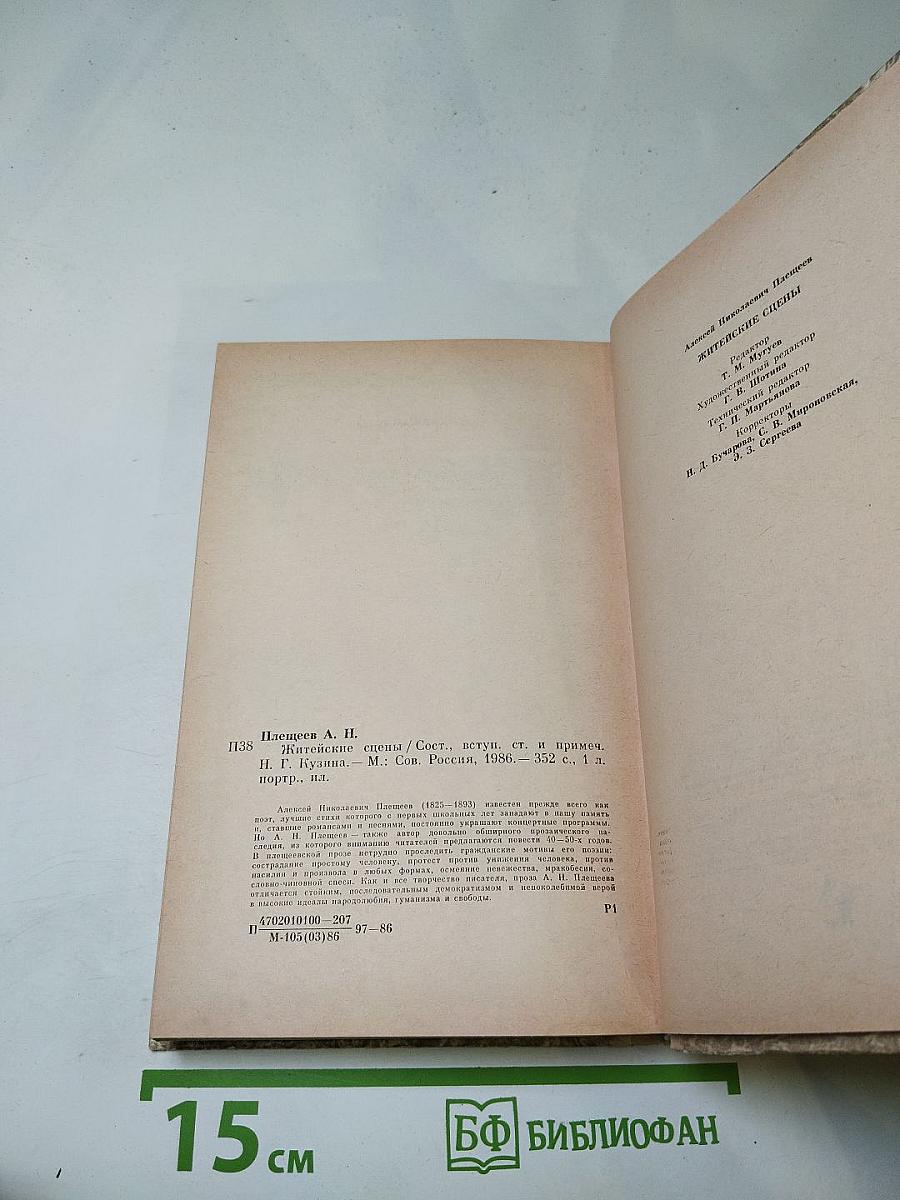 Плещеев А. Н.
П38 Житейские сцены / Сост., вступ. ст. и примеч.
Н. Г. Кузина.— М.: Сов. Россия, 1986.— 352 с., 1 л.
портр., ил.
Алексей Николаевич Плещеев (1825—1893) известен прежде всего как
поэт, лучшие стихи которого с первых школьных лет западают в нашу память
и, ставшие романсами и песнями, постоянно украшают концертные программы.
Но А. Н. Плещеев — также автор довольно обширного прозаического на-
следия, из которого вниманию читателей предлагаются повести 40—50-х годов.
В плещеевской прозе нетрудно проследить гражданские мотивы его поэзии:
сострадание простому человеку, протест против унижения человека, против
насилия и произвола в любых формах, осмеяние невежества, мракобесия, со-
словно-чиновной спеси. Как и все творчество писателя, проза А. Н. Плещеева
отличается стойким, последовательным демократизмом и непоколебимой верой
в высокие идеалы народолюбия, гуманизма и свободы.
П 4702010100—207
М-105(03)86 97—86
Р1
Алексей Николаевич Плещеев
ЖИТЕЙСКИЕ СЦЕНЫ
Редактор
Т. М. Мугуев
Художественный редактор
Г. В. Шотина
Технический редактор
Г. П. Мартьянова
Корректоры
Н. Д. Бучарова, С. В. Мироновская,
Э. З. Сергеева
15 см
БФ БИБЛИОФАН